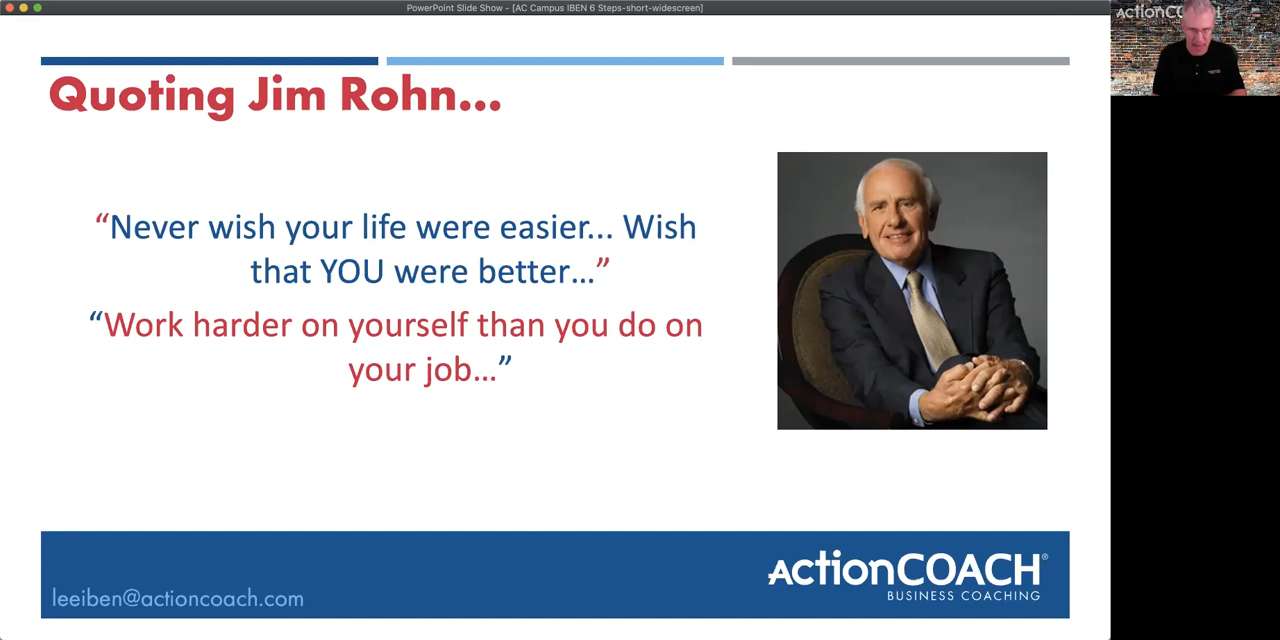 PowerPoint Slide Show - [AC Campus IBEN 6 Steps-short-widescreen]
Quoting Jim Rohn...
“Never wish your life were easier... Wish
that YOU were better...”
“Work harder on yourself than you do on
your job...”
leeiben@actioncoach.com
actionCOACH®
BUSINESS COACHING